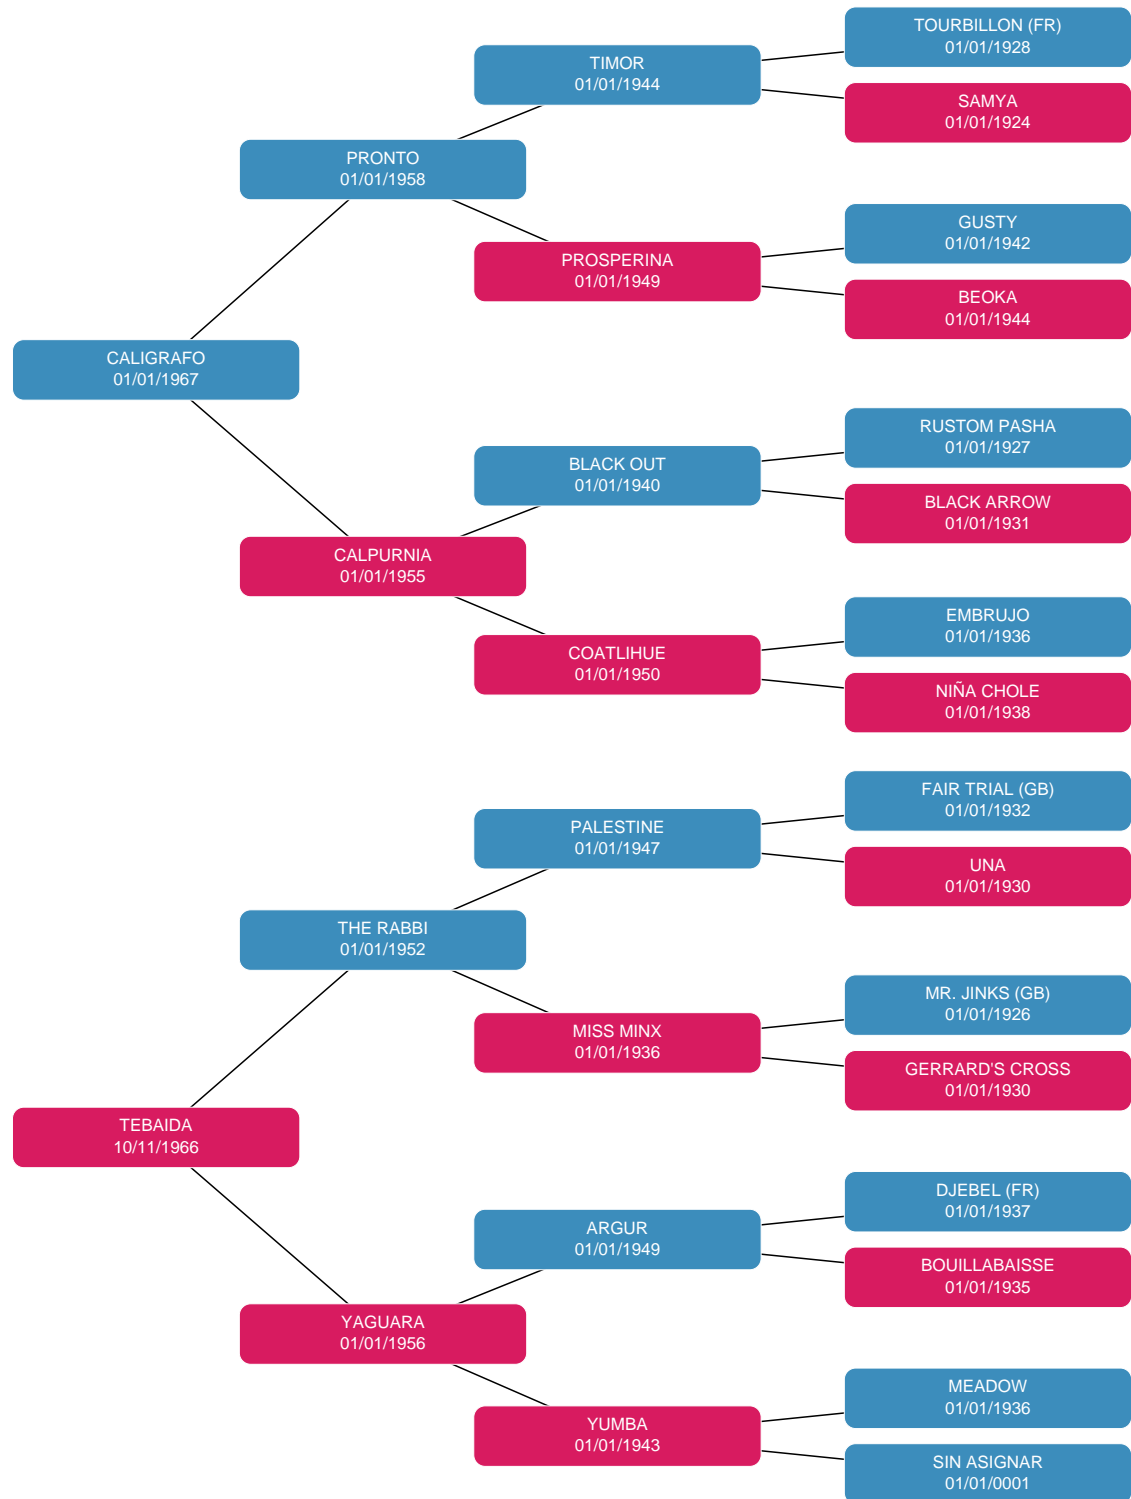 TOURBILLON (FR)
01/01/1928
TIMOR
01/01/1944
SAMYA
01/01/1924
PRONTO
01/01/1958
GUSTY
01/01/1942
PROSPERINA
01/01/1949
BEOKA
01/01/1944
CALIGRAFO
01/01/1967
RUSTOM PASHA
01/01/1927
BLACK OUT
01/01/1940
BLACK ARROW
01/01/1931
CALPURNIA
01/01/1955
EMBRUJO
01/01/1936
COATLIHUE
01/01/1950
NIÑA CHOLE
01/01/1938
FAIR TRIAL (GB)
01/01/1932
PALESTINE
01/01/1947
UNA
01/01/1930
THE RABBI
01/01/1952
MR. JINKS (GB)
01/01/1926
MISS MINX
01/01/1936
GERRARD'S CROSS
01/01/1930
TEBAIDA
10/11/1966
DJEBEL (FR)
01/01/1937
ARGUR
01/01/1949
BOUILLABAISSE
01/01/1935
YAGUARA
01/01/1956
MEADOW
01/01/1936
YUMBA
01/01/1943
SIN ASIGNAR
01/01/0001